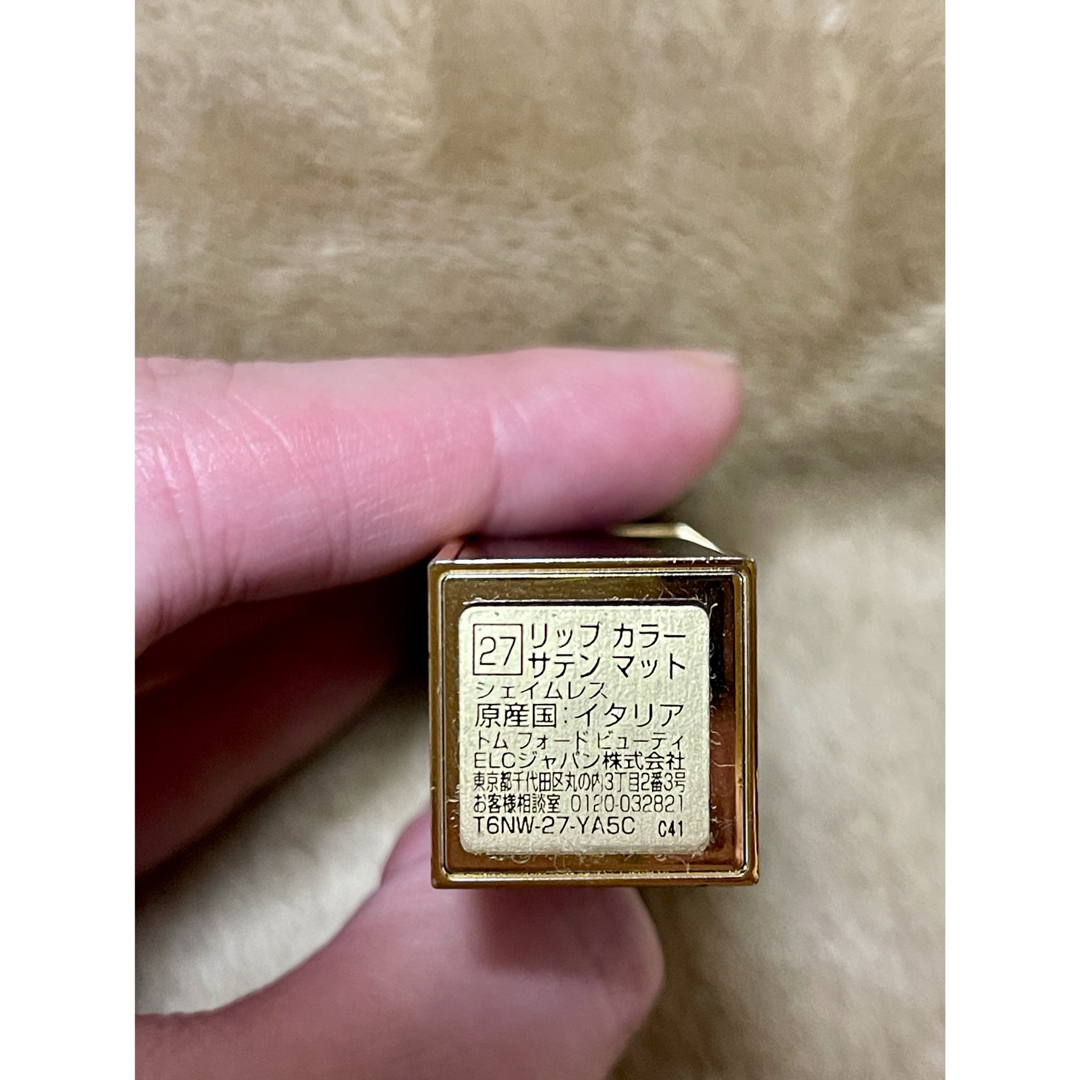 27 リップ カラー
サテン マット
シェイムレス
原産国:イタリア
トム フォード ビューティ
ELCジャパン株式会社
東京都千代田区丸の内3丁目2番3号
お客様相談室 0120-032821
T6NW-27-YA5C C41